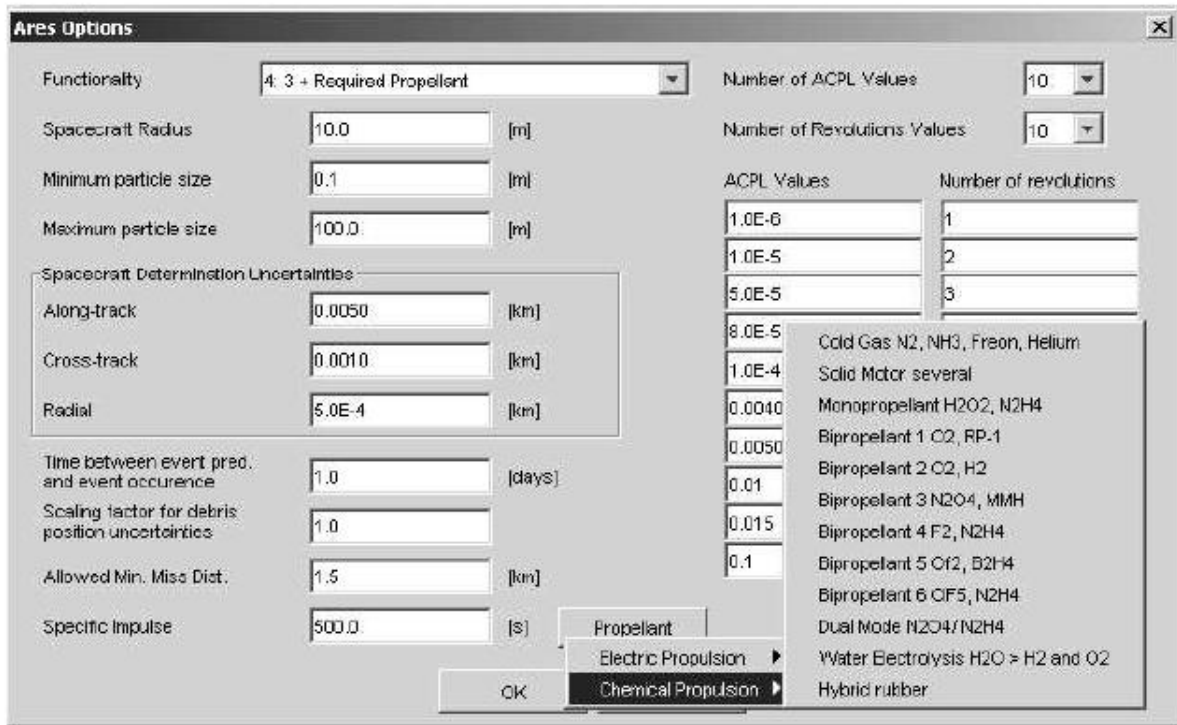 Ares Options
Functionality
4: 3 + Required Propellant
Spacecraft Radius
10.0
[m]
Minimum particle size
0.1
[m]
Maximum particle size
100.0
[m]
Spacecraft Determination Uncertainties
Along-track
0.0050
[km]
Cross-track
0.0010
[km]
Radial
5.0E-4
[km]
Time between event pred.
and event occurence
1.0
[days]
Scaling factor for debris
position uncertainties
1.0
Allowed Min. Miss Dist.
1.5
[km]
Specific Impulse
500.0
[s]
Propellant
Electric Propulsion
Chemical Propulsion
OK
Number of ACPL Values
10
Number of Revolutions Values
10
ACPL Values
Number of revolutions
1.0E-6
1
1.0E-5
2
5.0E-5
3
8.0E-5
1.0E-4
0.0040
0.0050
0.01
0.015
0.1
Cold Gas N2, NH3, Freon, Helium
Solid Motor several
Monopropellant H2O2, N2H4
Bipropellant 1 O2, RP-1
Bipropellant 2 O2, H2
Bipropellant 3 N2O4, MMH
Bipropellant 4 F2, N2H4
Bipropellant 5 Of2, B2H4
Bipropellant 6 ClF5, N2H4
Dual Mode N2O4/N2H4
Water Electrolysis H2O > H2 and O2
Hybrid rubber